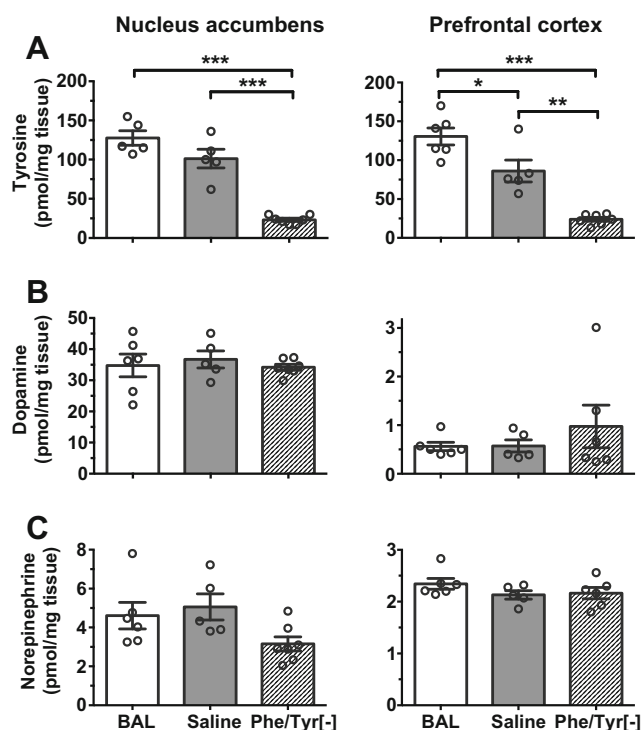 Nucleus accumbens
Prefrontal cortex
A
Tyrosine
(pmol/mg tissue)
200
150
100
50
25
0
***
***
200
150
100
50
25
0
***
*
**
B
Dopamine
(pmol/mg tissue)
50
40
30
20
10
0
3
2
1
0
C
Norepinephrine
(pmol/mg tissue)
8
6
4
2
0
3
2
1
0
BAL Saline Phe/Tyr[-]
BAL Saline Phe/Tyr[-]